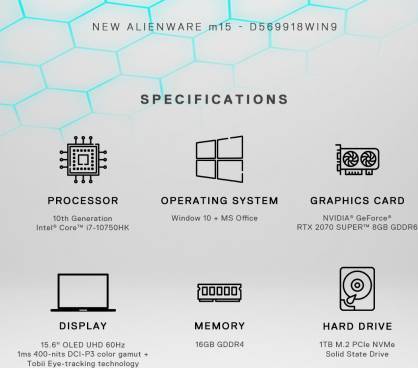 NEW ALIENWARE m15 - D569918WIN9
SPECIFICATIONS
PROCESSOR
10th Generation
Intel® Core™ i7-10750HK
OPERATING SYSTEM
Window 10 + MS Office
GRAPHICS CARD
NVIDIA® GeForce®
RTX 2070 SUPER™ 8GB GDDR6
DISPLAY
15.6" OLED UHD 60Hz
1ms 400-nits DCI-P3 color gamut +
Tobii Eye-tracking technology
MEMORY
16GB GDDR4
HARD DRIVE
1TB M.2 PCIe NVMe
Solid State Drive